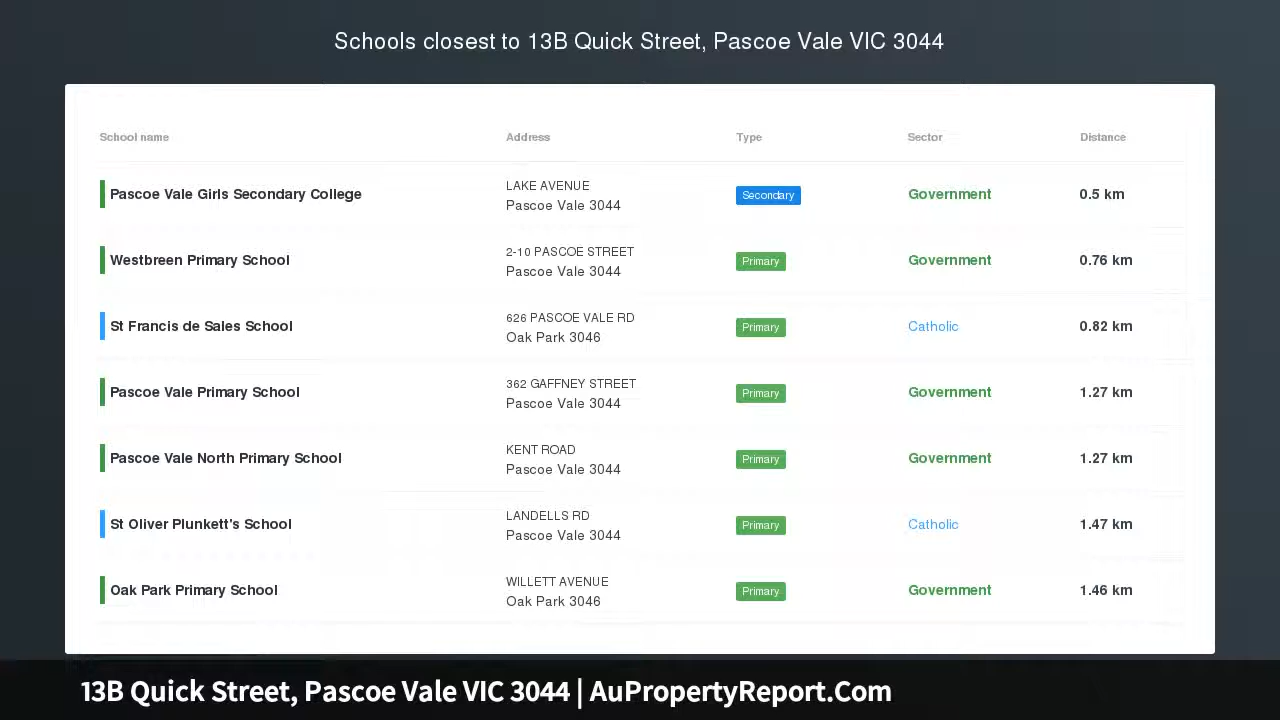 Schools closest to 13B Quick Street, Pascoe Vale VIC 3044
School name Address Type Sector Distance
Pascoe Vale Girls Secondary College LAKE AVENUE Pascoe Vale 3044 Secondary Government 0.5 km
Westbreen Primary School 2-10 PASCOE STREET Pascoe Vale 3044 Primary Government 0.76 km
St Francis de Sales School 626 PASCOE VALE RD Oak Park 3046 Primary Catholic 0.82 km
Pascoe Vale Primary School 362 GAFFNEY STREET Pascoe Vale 3044 Primary Government 1.27 km
Pascoe Vale North Primary School KENT ROAD Pascoe Vale 3044 Primary Government 1.27 km
St Oliver Plunkett's School LANDELLS RD Pascoe Vale 3044 Primary Catholic 1.47 km
Oak Park Primary School WILLETT AVENUE Oak Park 3046 Primary Government 1.46 km
13B Quick Street, Pascoe Vale VIC 3044 | AuPropertyReport.Com